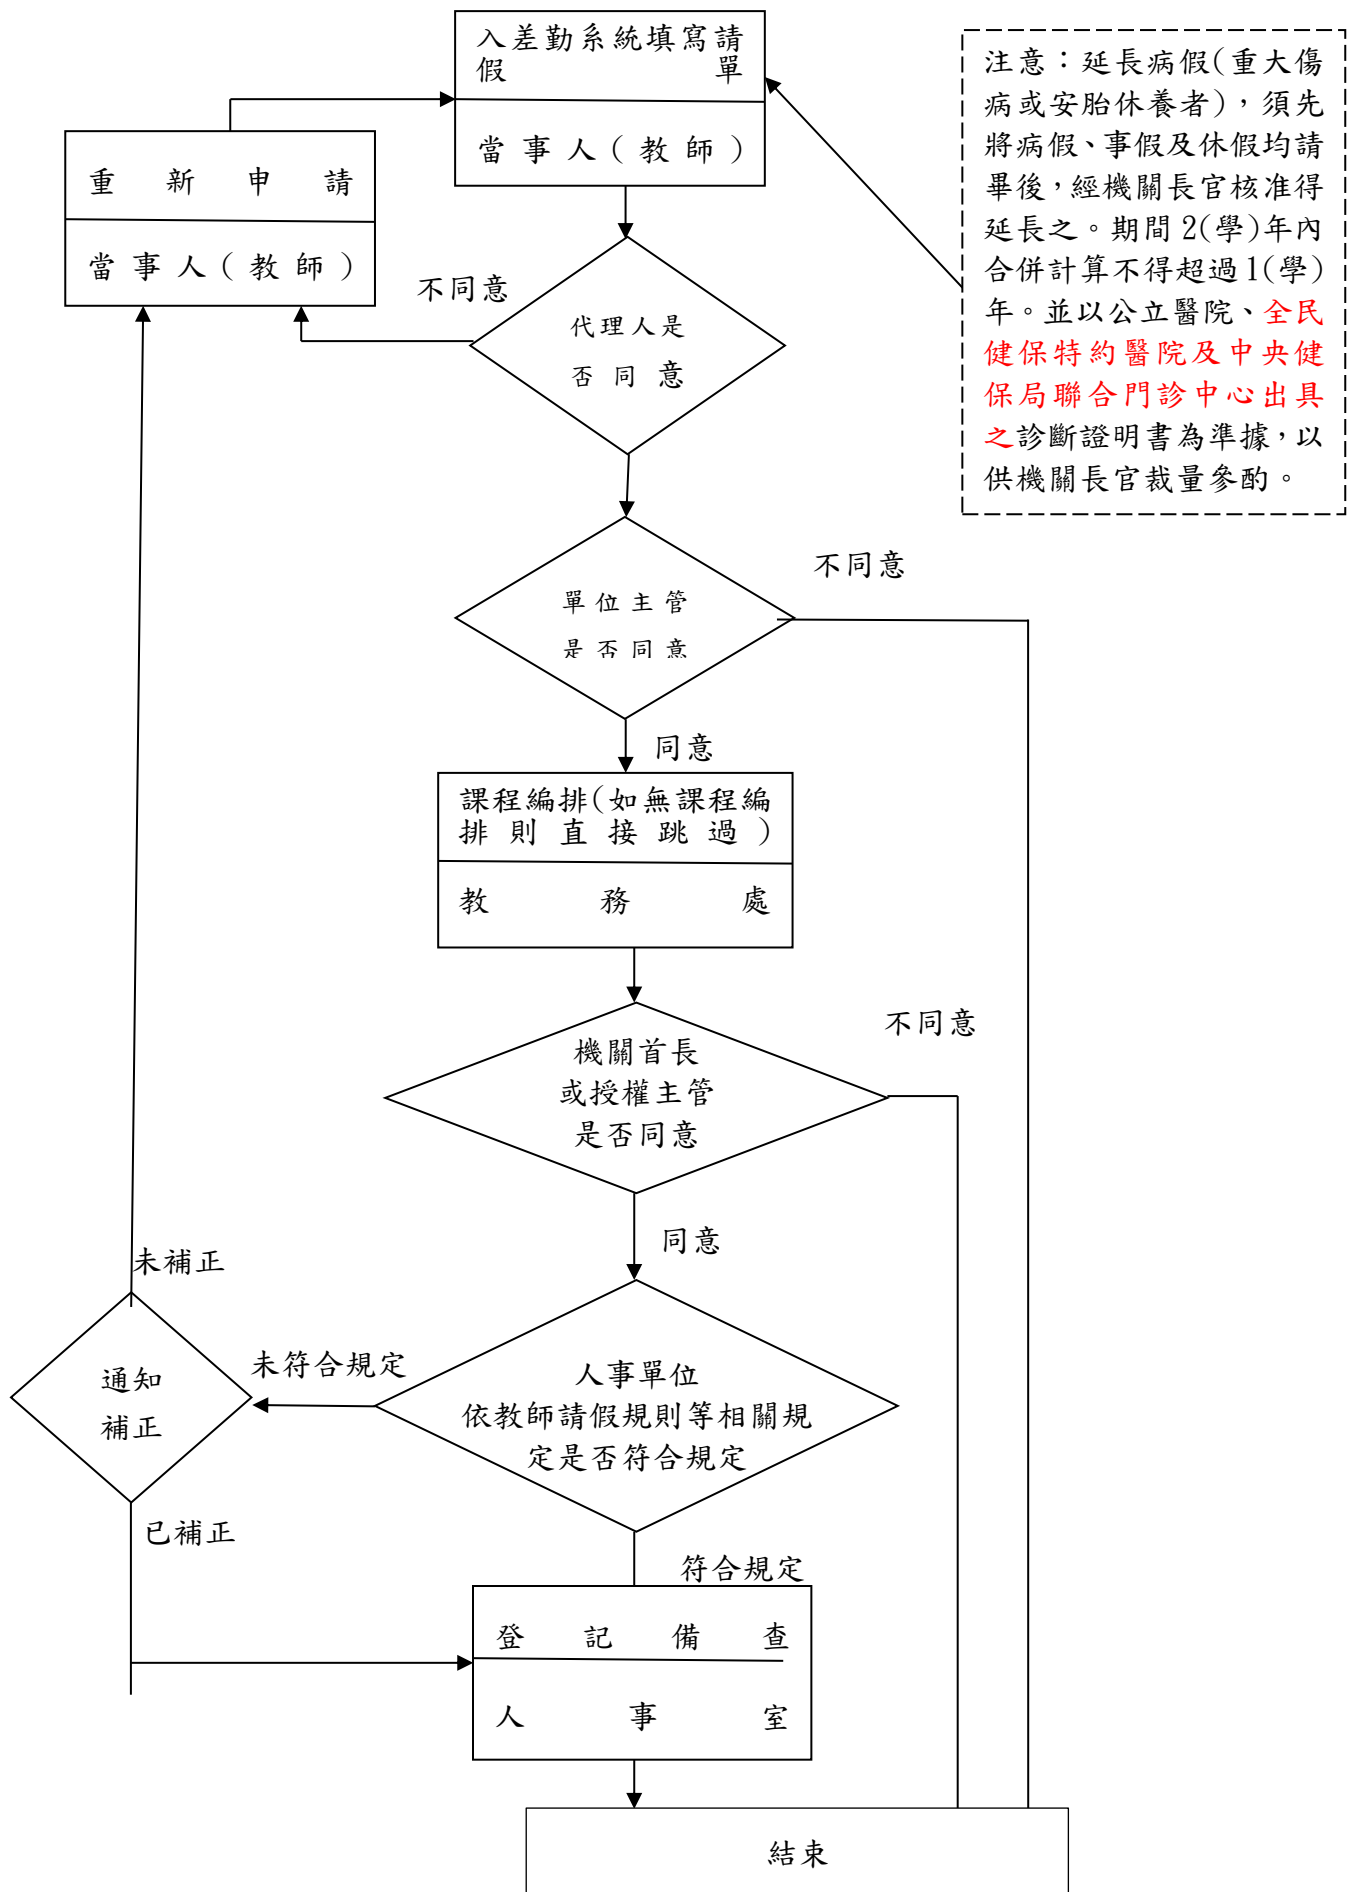 入差勤系統填寫請
假單
當事人(教師)
注意：延長病假(重大傷
病或安胎休養者)，須先
將病假、事假及休假均請
畢後，經機關長官核准得
延長之。期間2(學)年內
合併計算不得超過1(學)
年。並以公立醫院、全民
健保特約醫院及中央健
保局聯合門診中心出具
之診斷證明書為準據，以
供機關長官裁量參酌。
重新申請
當事人(教師)
不同意
代理人是
否同意
不同意
單位主管
是否同意
同意
課程編排(如無課程編
排則直接跳過)
教務處
不同意
機關首長
或授權主管
是否同意
同意
未補正
通知
補正
未符合規定
人事單位
依教師請假規則等相關規
定是否符合規定
已補正
符合規定
登記備查
人事室
結束